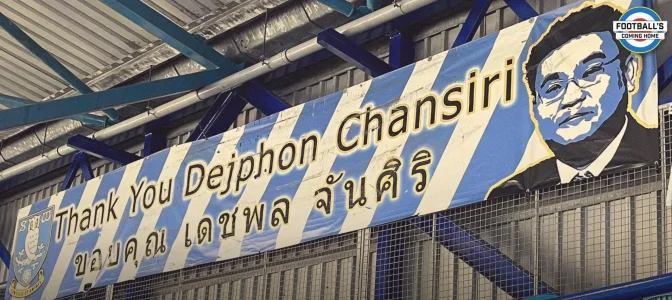 FOOTBALL'S
COMING HOME
Thank You Dejphon Chansiri
ขอบคุณ เดชพล จันศิริ